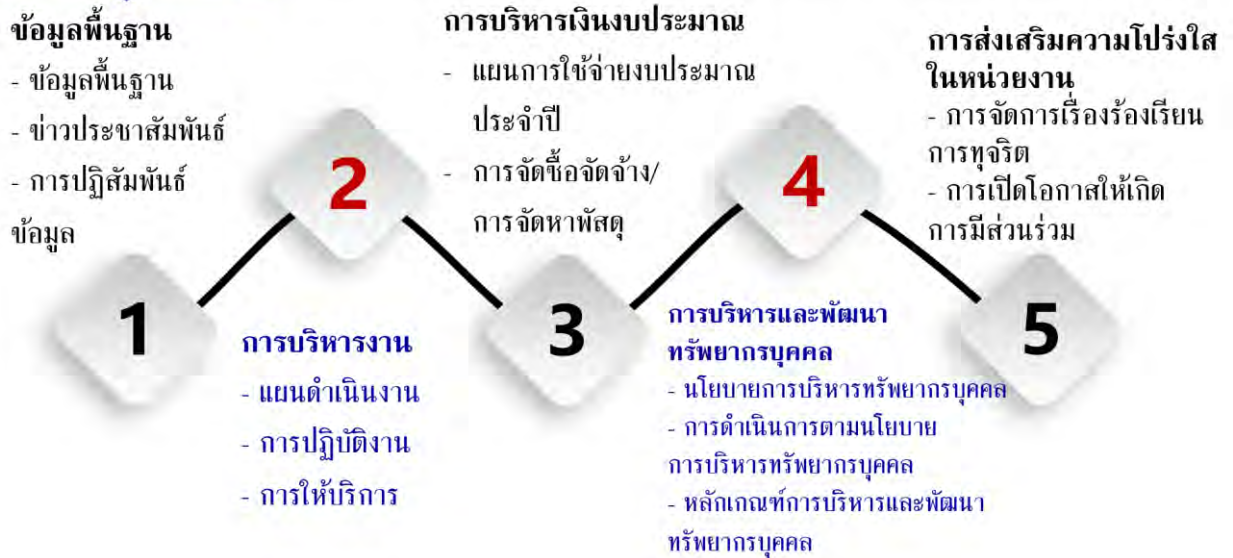 ข้อมูลพื้นฐาน
- ข้อมูลพื้นฐาน
- ข่าวประชาสัมพันธ์
- การปฏิสัมพันธ์
ข้อมูล
1
2
การบริหารงาน
- แผนดำเนินงาน
- การปฏิบัติงาน
- การให้บริการ
การบริหารเงินงบประมาณ
- แผนการใช้จ่ายงบประมาณ
ประจำปี
- การจัดซื้อจัดจ้าง/
การจัดหาพัสดุ
3
4
การบริหารและพัฒนา
ทรัพยากรบุคคล
- นโยบายการบริหารทรัพยากรบุคคล
- การดำเนินการตามนโยบาย
การบริหารทรัพยากรบุคคล
- หลักเกณฑ์การบริหารและพัฒนา
ทรัพยากรบุคคล
การส่งเสริมความโปร่งใส
ในหน่วยงาน
- การจัดการเรื่องร้องเรียน
การทุจริต
- การเปิดโอกาสให้เกิด
การมีส่วนร่วม
5